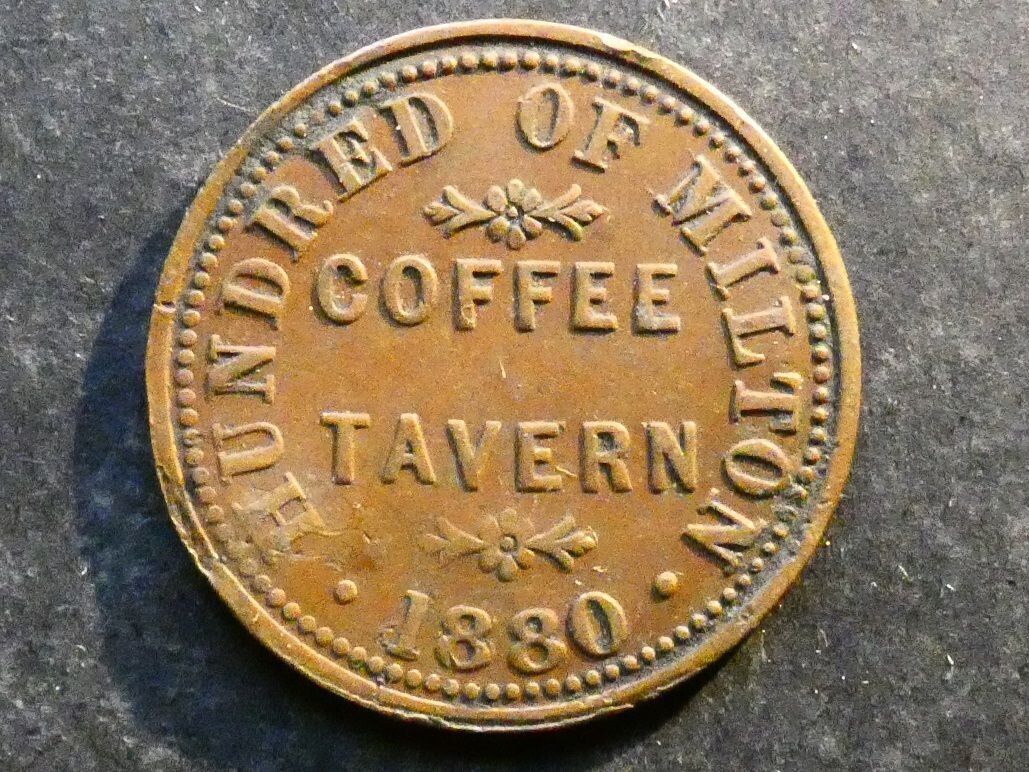 HUNDRED OF MILTON
COFFEE
TAVERN
1880